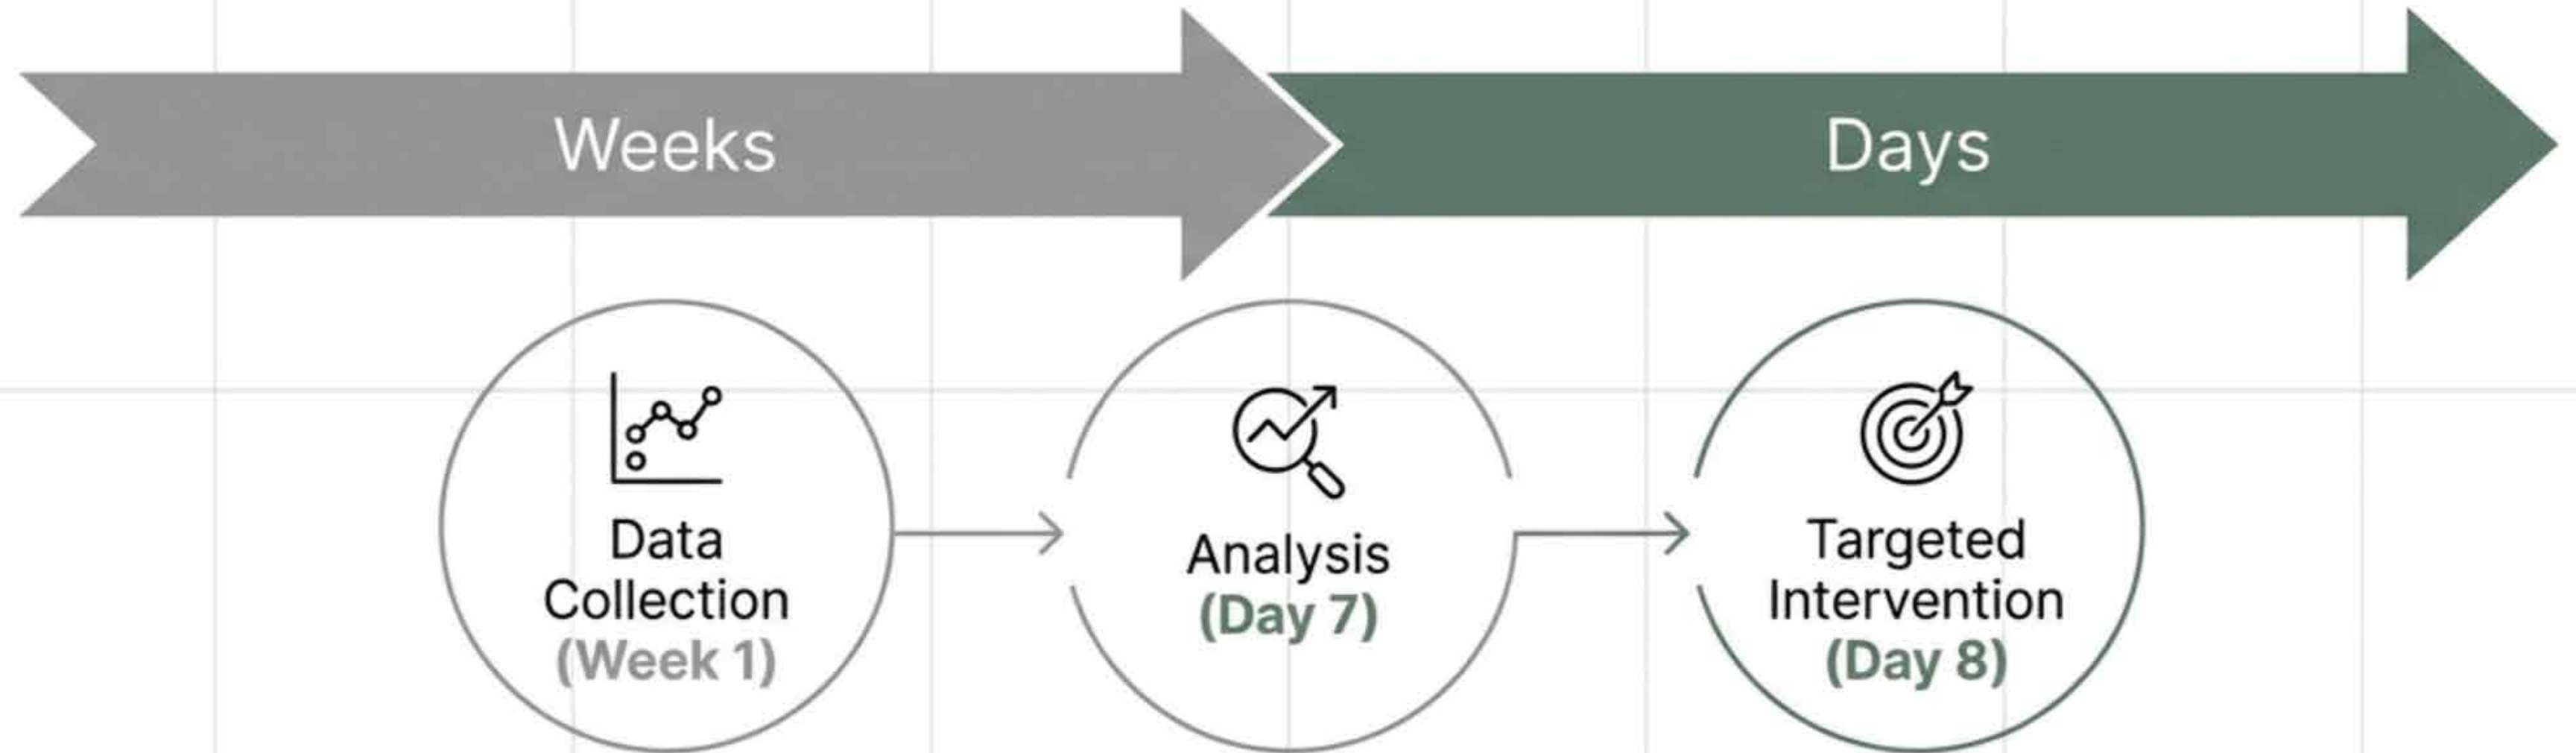 Weeks
Days
Data
Collection
(Week 1)
Analysis
(Day 7)
Targeted
Intervention
(Day 8)